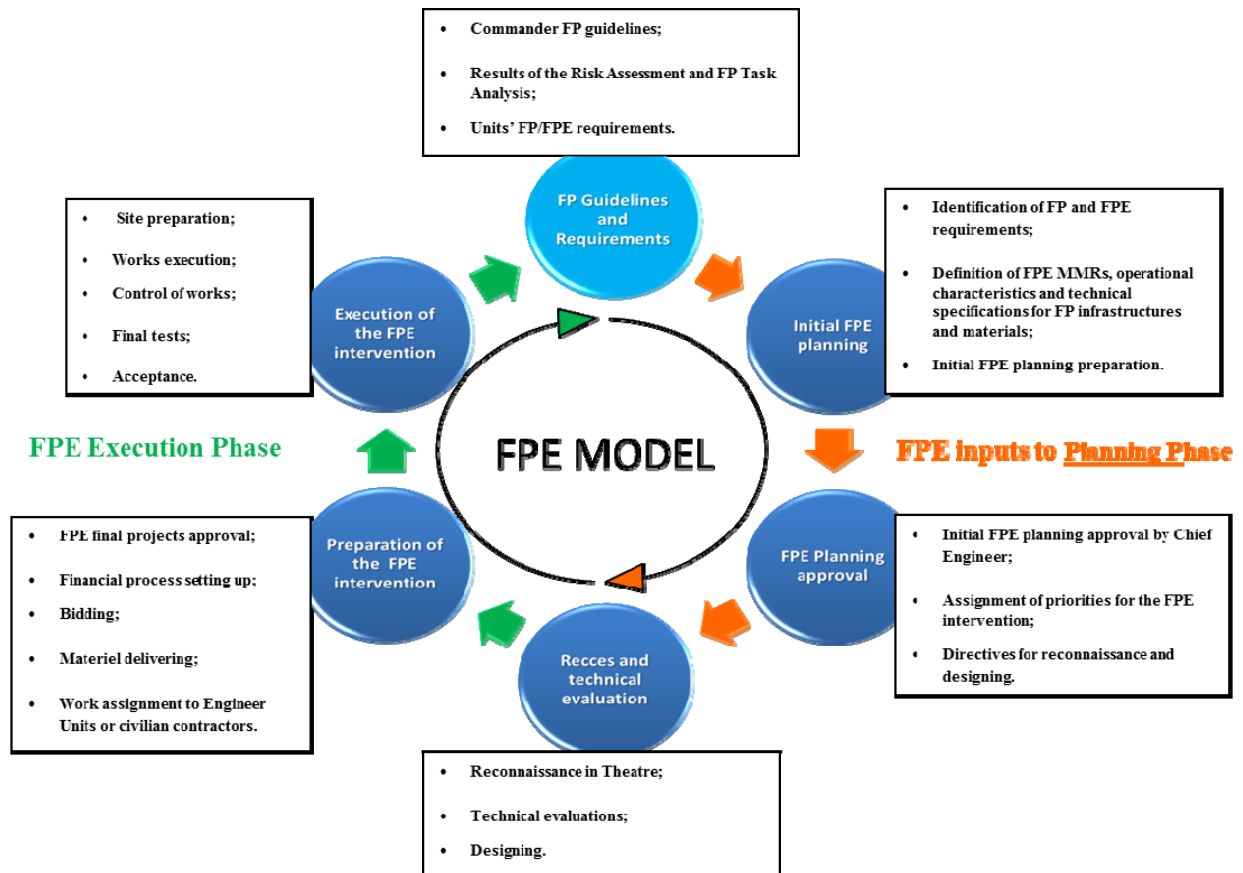 • Commander FP guidelines;
• Results of the Risk Assessment and FP Task
Analysis;
• Units' FP/FPE requirements.
FP Guidelines
and
Requirements
• Identification of FP and FPE
requirements;
• Definition of FPE MMRs, operational
characteristics and technical
specifications for FP infrastructures
and materials;
• Initial FPE planning preparation.
Initial FPE
planning
FPE inputs to Planning Phase
FPE Planning
approval
• Initial FPE planning approval by Chief
Engineer;
• Assignment of priorities for the FPE
intervention;
• Directives for reconnaissance and
designing.
Recces and
technical
evaluation
• Reconnaissance in Theatre;
• Technical evaluations;
• Designing.
Preparation of
the FPE
intervention
• FPE final projects approval;
• Financial process setting up;
• Bidding;
• Materiel delivering;
• Work assignment to Engineer
Units or civilian contractors.
FPE Execution Phase
Execution of
the FPE
intervention
• Site preparation;
• Works execution;
• Control of works;
• Final tests;
• Acceptance.
FPE MODEL